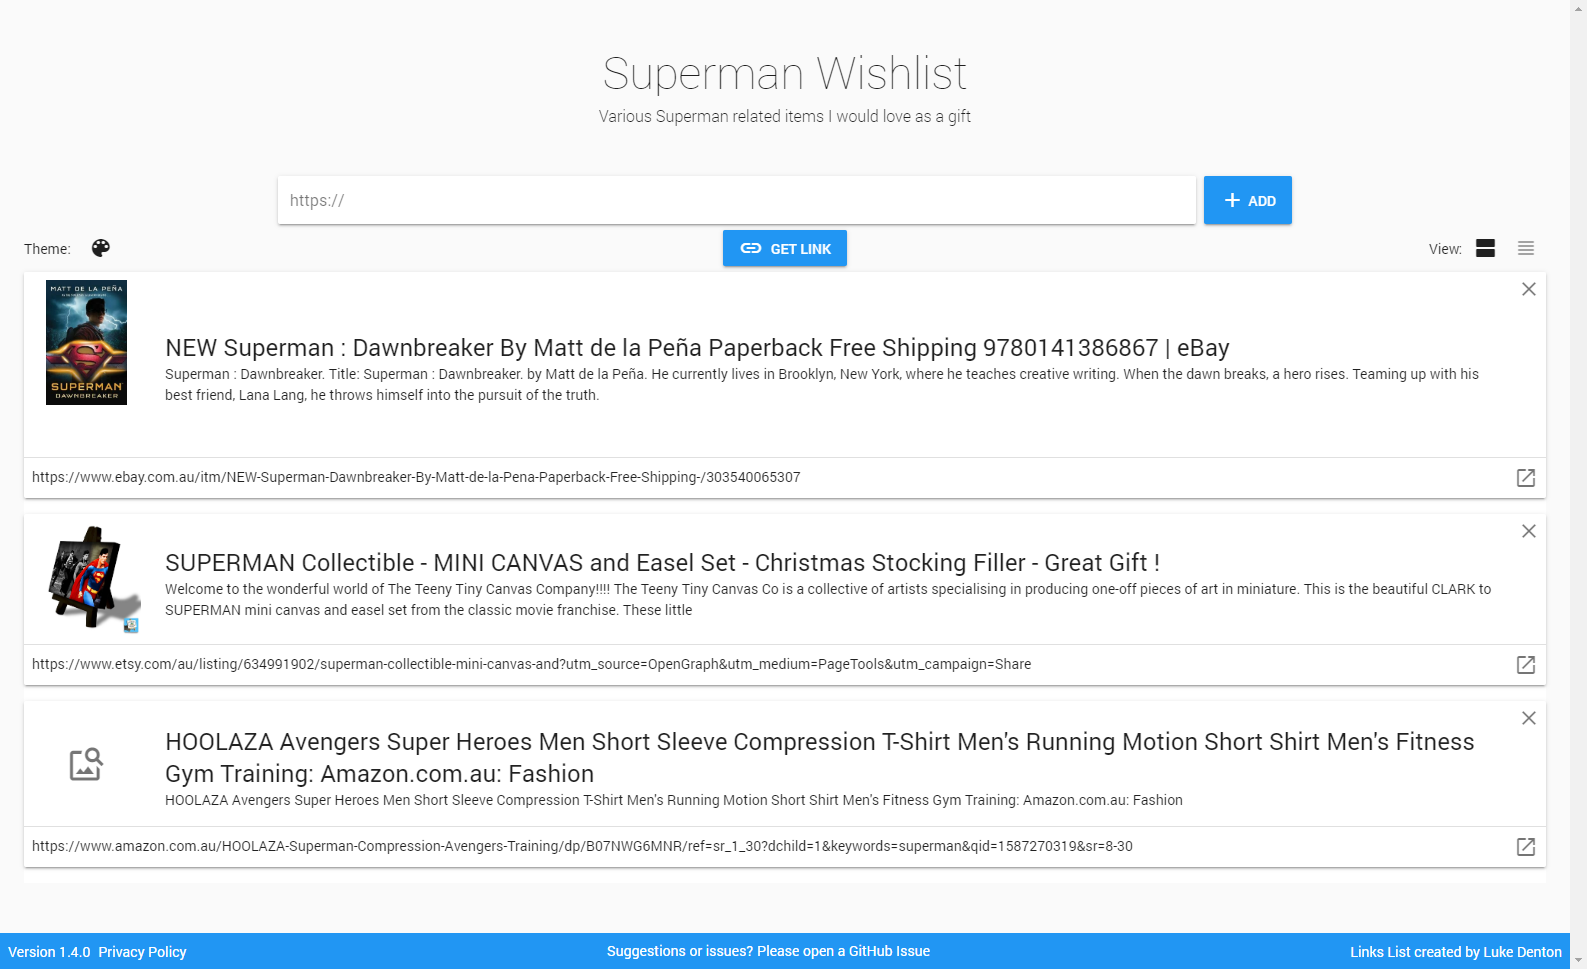 Superman Wishlist
Various Superman related items I would love as a gift
https://
ADD
Theme:
GET LINK
View:
MATT DE LA PEÑA
SUPERMAN
DAWNBREAKER
NEW Superman : Dawnbreaker By Matt de la Peña Paperback Free Shipping 9780141386867 | eBay
Superman : Dawnbreaker. Title: Superman : Dawnbreaker. by Matt de la Peña. He currently lives in Brooklyn, New York, where he teaches creative writing. When the dawn breaks, a hero rises. Teaming up with his
best friend, Lana Lang, he throws himself into the pursuit of the truth.
https://www.ebay.com.au/itm/NEW-Superman-Dawnbreaker-By-Matt-de-la-Pena-Paperback-Free-Shipping-/303540065307
SUPERMAN Collectible - MINI CANVAS and Easel Set - Christmas Stocking Filler - Great Gift !
Welcome to the wonderful world of The Teeny Tiny Canvas Company!!!! The Teeny Tiny Canvas Co is a collective of artists specialising in producing one-off pieces of art in miniature. This is the beautiful CLARK to
SUPERMAN mini canvas and easel set from the classic movie franchise. These little
https://www.etsy.com/au/listing/634991902/superman-collectible-mini-canvas-and?utm_source=OpenGraph&utm_medium=PageTools&utm_campaign=Share
HOOLAZA Avengers Super Heroes Men Short Sleeve Compression T-Shirt Men's Running Motion Short Shirt Men's Fitness
Gym Training: Amazon.com.au: Fashion
HOOLAZA Avengers Super Heroes Men Short Sleeve Compression T-Shirt Men's Running Motion Short Shirt Men's Fitness Gym Training: Amazon.com.au: Fashion
https://www.amazon.com.au/HOOLAZA-Superman-Compression-Avengers-Training/dp/B07NWG6MNR/ref=sr_1_30?dchild=1&keywords=superman&qid=1587270319&sr=8-30
Version 1.4.0 Privacy Policy
Suggestions or issues? Please open a GitHub Issue
Links List created by Luke Denton